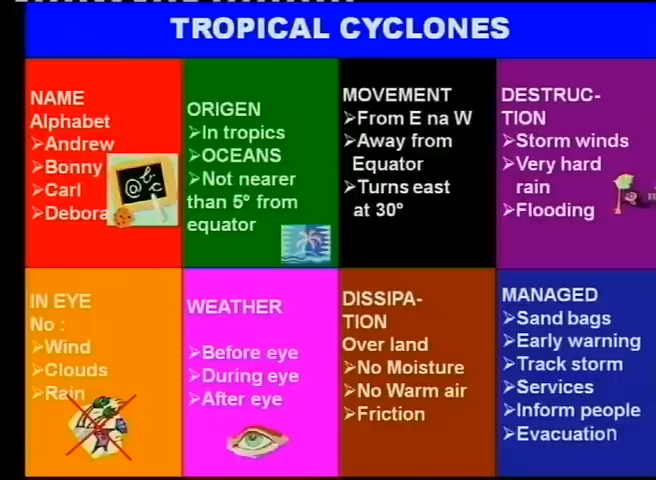 TROPICAL CYCLONES
NAME
Alphabet
➢Andrew
➢Bonny
➢Carl
➢Debora
ORIGEN
➢In tropics
➢OCEANS
➢Not nearer
than 5º from
equator
MOVEMENT
➢From E na W
➢Away from
Equator
➢Turns east
at 30º
DESTRUC-
TION
➢Storm winds
➢Very hard
rain
➢Flooding
IN EYE
No :
➢Wind
➢Clouds
➢Rain
WEATHER
➢Before eye
➢During eye
➢After eye
DISSIPA-
TION
Over land
➢No Moisture
➢No Warm air
➢Friction
MANAGED
➢Sand bags
➢Early warning
➢Track storm
➢Services
➢Inform people
➢Evacuation